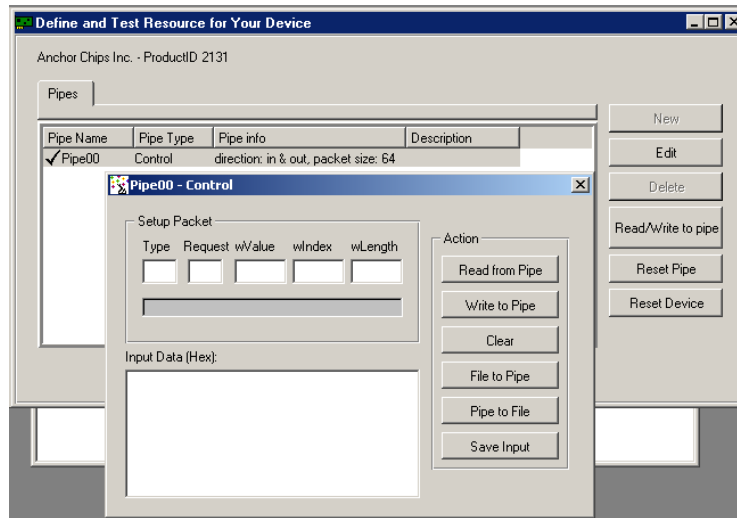 Define and Test Resource for Your Device
Anchor Chips Inc. - ProductID 2131
Pipes
New
Pipe Name Pipe Type Pipe info Description
Pipe00 Control direction: in & out, packet size: 64
Edit
Delete
Pipe00 - Control
Setup Packet
Type Request wValue wIndex wLength
Action
Read/Write to pipe
Read from Pipe
Reset Pipe
Write to Pipe
Reset Device
Clear
Input Data (Hex):
File to Pipe
Pipe to File
Save Input